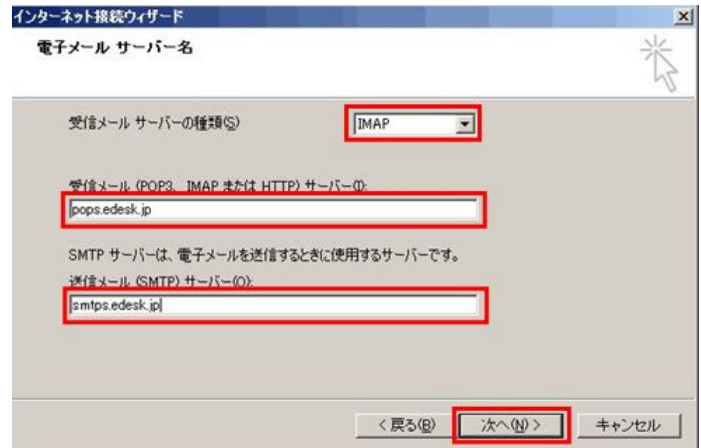 インターネット接続ウィザード
電子メール サーバー名
受信メール サーバーの種類(S)
IMAP
受信メール (POP3、IMAP または HTTP) サーバー(I):
pops.edesk.jp
SMTP サーバーは、電子メールを送信するときに使用するサーバーです。
送信メール (SMTP) サーバー(O):
smtps.edesk.jp
< 戻る(B) 次へ(N) > キャンセル